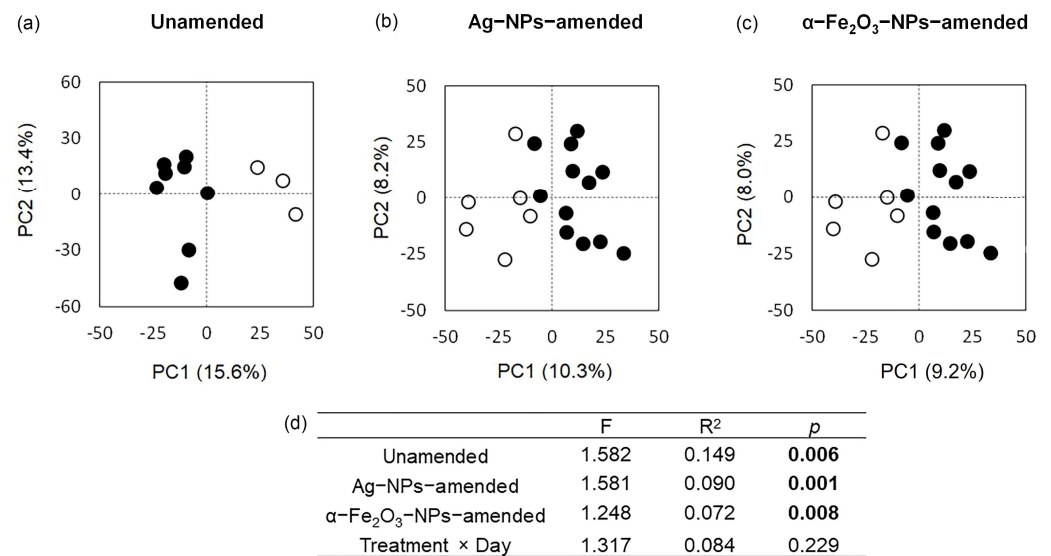 (a) Unamended
(b) Ag−NPs−amended
(c) α−Fe₂O₃−NPs−amended
PC2 (13.4%)
60
30
0
-30
-60
-50 -25 0 25 50
PC1 (15.6%)
PC2 (8.2%)
50
25
0
-25
-50
-50 -25 0 25 50
PC1 (10.3%)
PC2 (8.0%)
50
25
0
-25
-50
-50 -25 0 25 50
PC1 (9.2%)
(d) F R² p
Unamended 1.582 0.149 0.006
Ag−NPs−amended 1.581 0.090 0.001
α−Fe₂O₃−NPs−amended 1.248 0.072 0.008
Treatment × Day 1.317 0.084 0.229